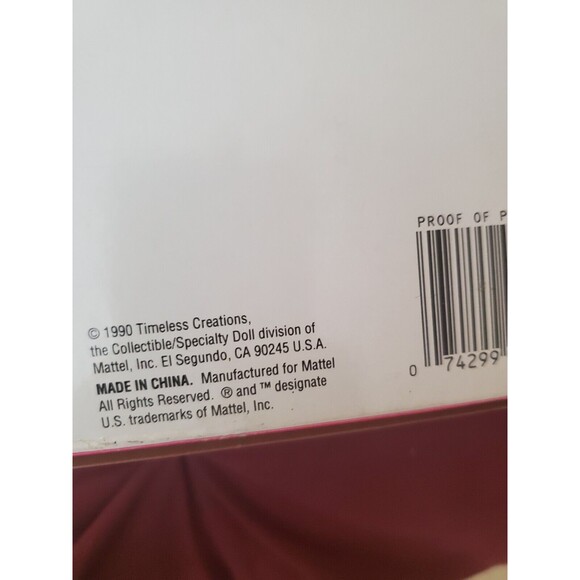 PROOF OF P
0 74299
© 1990 Timeless Creations,
the Collectible/Specialty Doll division of
Mattel, Inc. El Segundo, CA 90245 U.S.A.
MADE IN CHINA. Manufactured for Mattel
All Rights Reserved. ® and ™ designate
U.S. trademarks of Mattel, Inc.